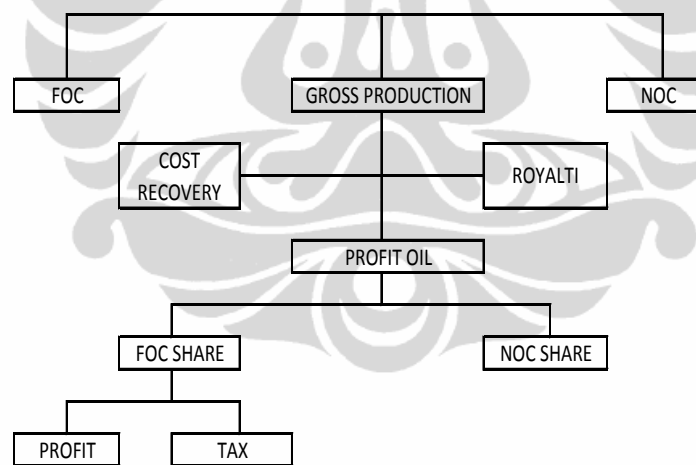 FOC
GROSS PRODUCTION
NOC
COST
RECOVERY
ROYALTI
PROFIT OIL
FOC SHARE
NOC SHARE
PROFIT
TAX